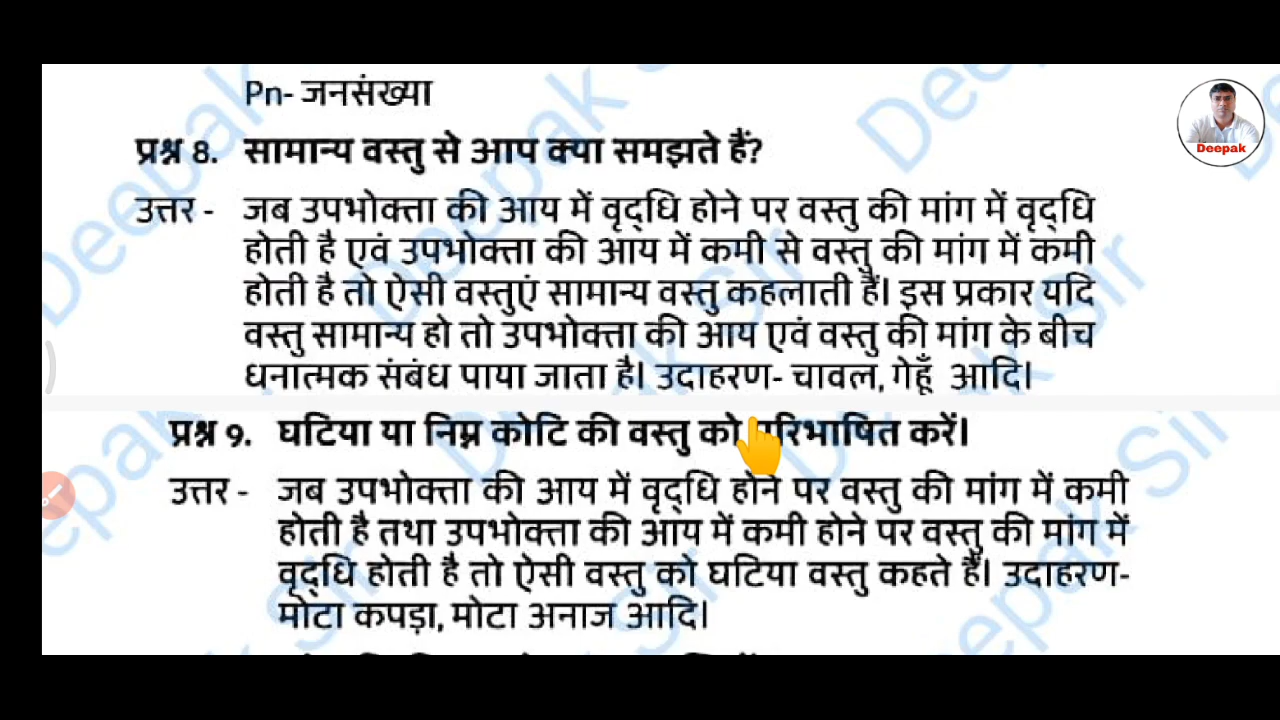 Pn- जनसंख्या
प्रश्न 8. सामान्य वस्तु से आप क्या समझते हैं?
उत्तर - जब उपभोक्ता की आय में वृद्धि होने पर वस्तु की मांग में वृद्धि
होती है एवं उपभोक्ता की आय में कमी से वस्तु की मांग में कमी
होती है तो ऐसी वस्तुएं सामान्य वस्तु कहलाती हैं। इस प्रकार यदि
वस्तु सामान्य हो तो उपभोक्ता की आय एवं वस्तु की मांग के बीच
धनात्मक संबंध पाया जाता है। उदाहरण- चावल, गेहूँ आदि।
प्रश्न 9. घटिया या निम्न कोटि की वस्तु को परिभाषित करें।
उत्तर - जब उपभोक्ता की आय में वृद्धि होने पर वस्तु की मांग में कमी
होती है तथा उपभोक्ता की आय में कमी होने पर वस्तु की मांग में
वृद्धि होती है तो ऐसी वस्तु को घटिया वस्तु कहते हैं। उदाहरण-
मोटा कपड़ा, मोटा अनाज आदि।
Deepak
Deepak Sir